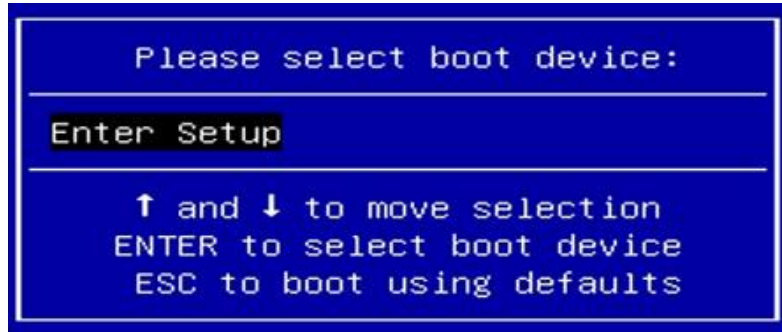 Please select boot device:
Enter Setup
↑ and ↓ to move selection
ENTER to select boot device
ESC to boot using defaults